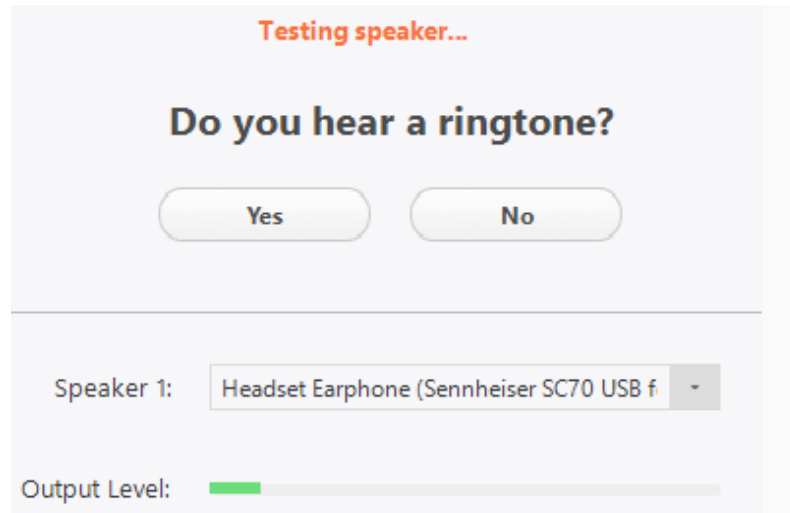 Testing speaker...
Do you hear a ringtone?
Yes
No
Speaker 1:
Headset Earphone (Sennheiser SC70 USB f
Output Level: